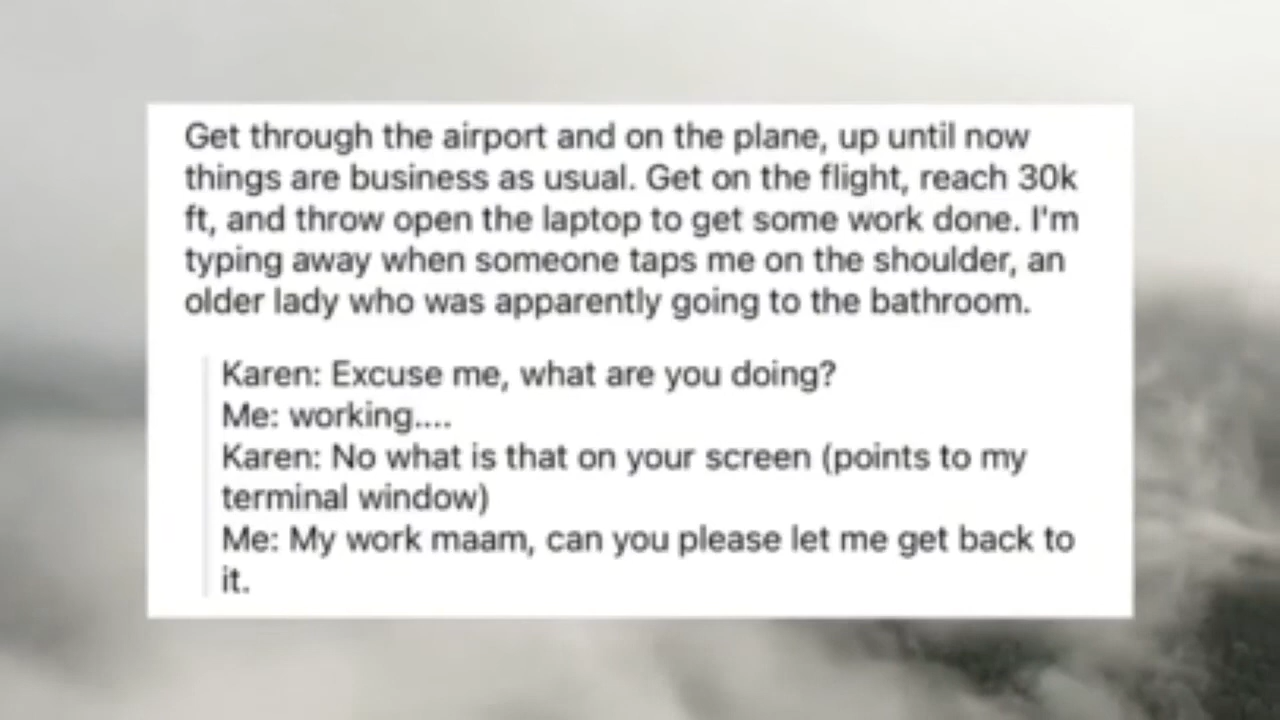 Get through the airport and on the plane, up until now
things are business as usual. Get on the flight, reach 30k
ft, and throw open the laptop to get some work done. I'm
typing away when someone taps me on the shoulder, an
older lady who was apparently going to the bathroom.
Karen: Excuse me, what are you doing?
Me: working....
Karen: No what is that on your screen (points to my
terminal window)
Me: My work maam, can you please let me get back to
it.